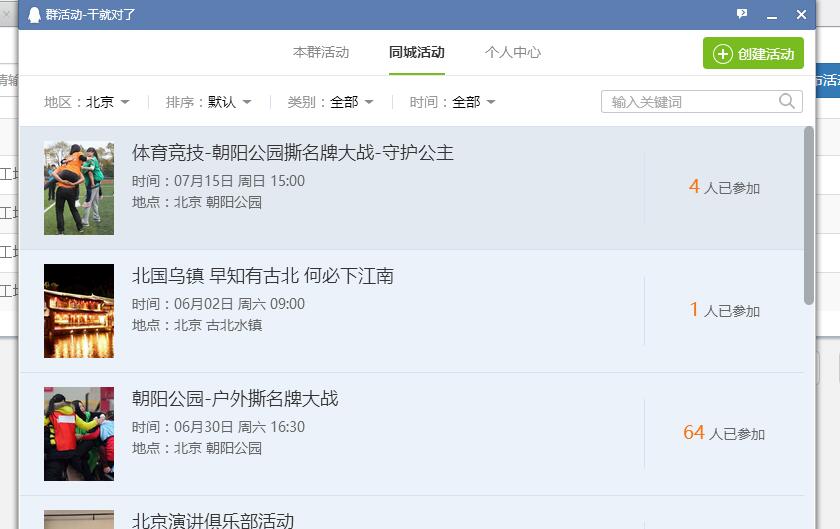 群活动-干就对了
本群活动 同城活动 个人中心 创建活动
地区：北京 排序：默认 类别：全部 时间：全部 输入关键词
体育竞技-朝阳公园撕名牌大战-守护公主
时间：07月15日 周日 15:00
地点：北京 朝阳公园
4 人已参加
北国乌镇 早知有古北 何必下江南
时间：06月02日 周六 09:00
地点：北京 古北水镇
1 人已参加
朝阳公园-户外撕名牌大战
时间：06月30日 周六 16:30
地点：北京 朝阳公园
64 人已参加
北京演讲俱乐部活动